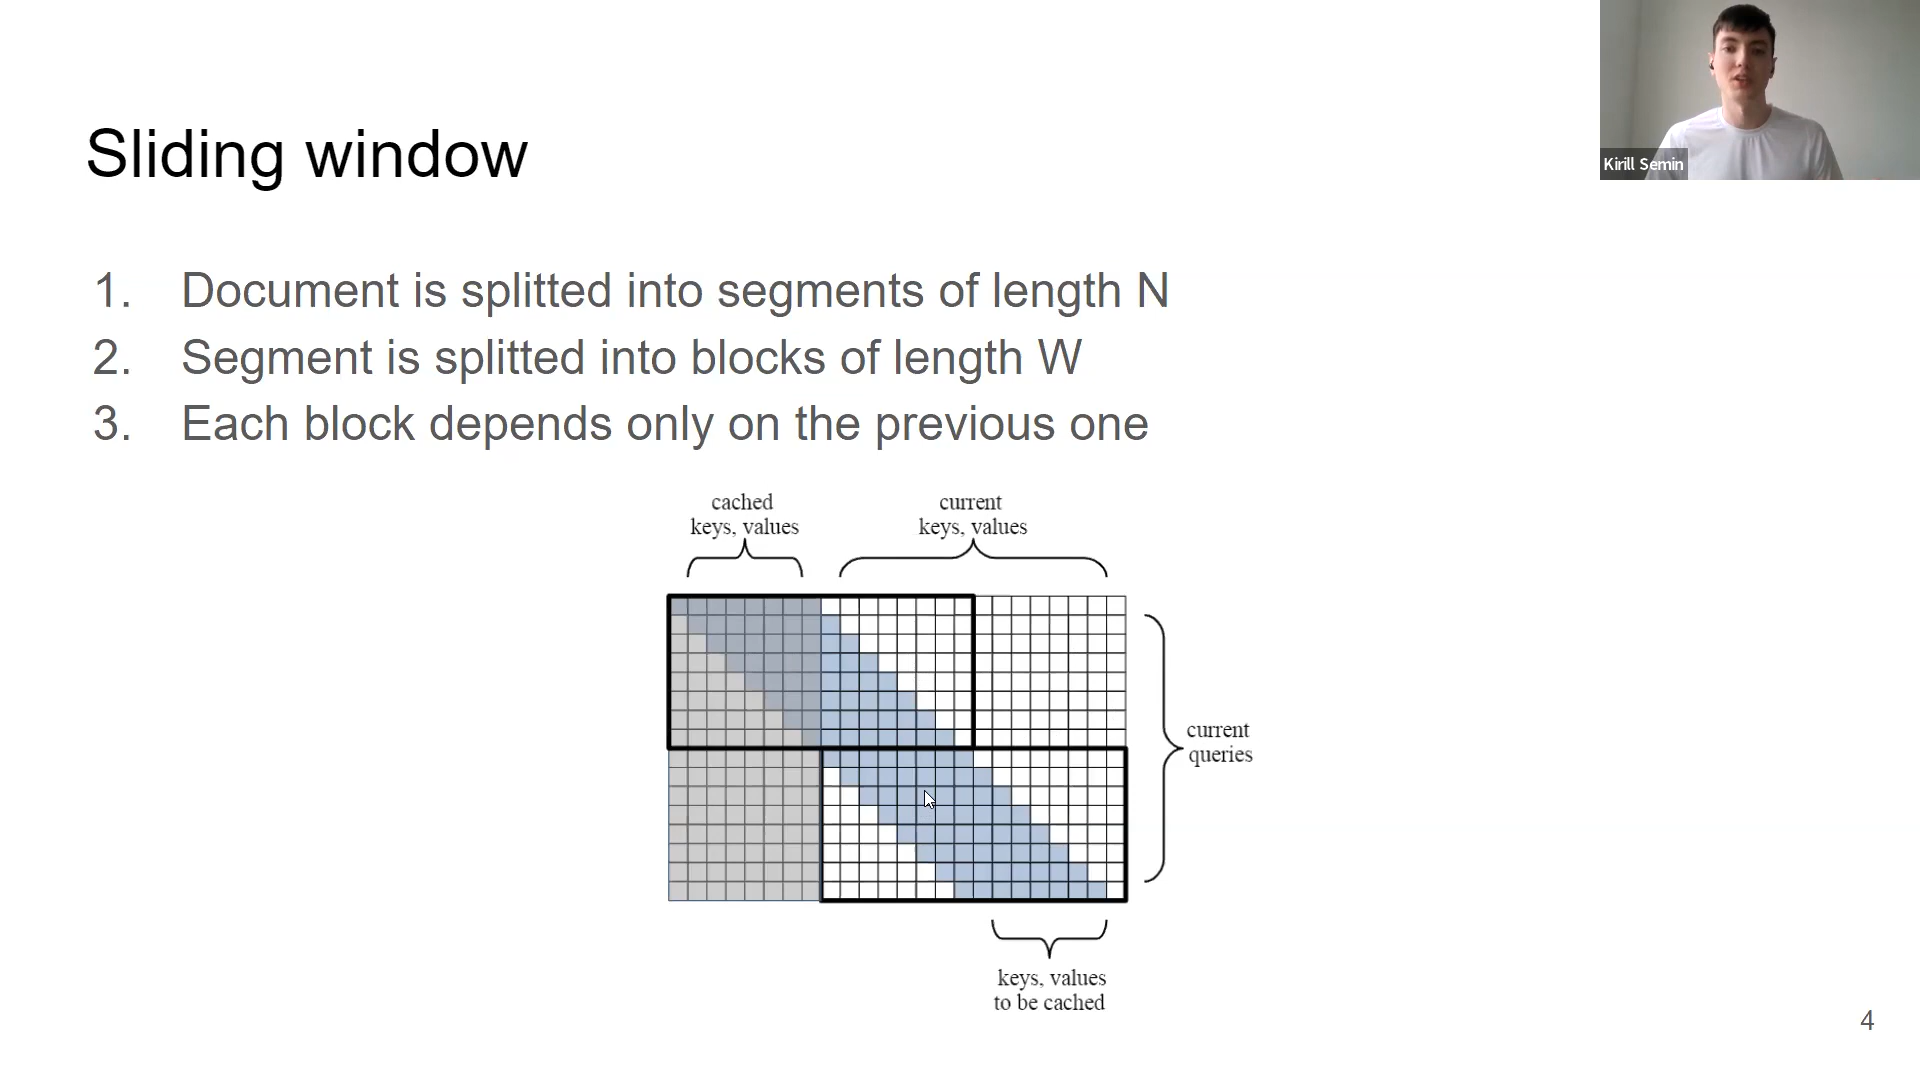 Kirill Semin
Sliding window
1. Document is splitted into segments of length N
2. Segment is splitted into blocks of length W
3. Each block depends only on the previous one
cached
keys, values
current
keys, values
current
queries
keys, values
to be cached
4